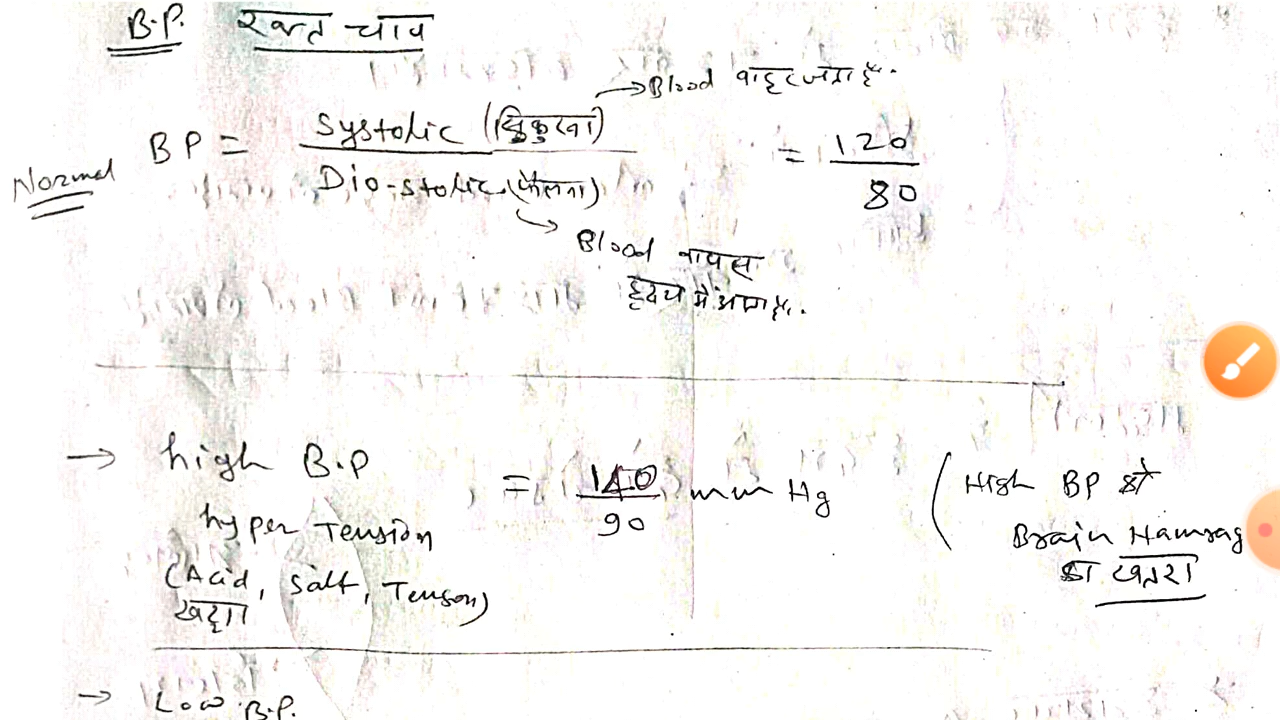 B.P. रक्त चाप
→ Blood बाहर जाता है.
Normal BP = Systolic (सिकुड़ना) / Dio-stolic (फैलना) = 120 / 80
→ Blood वापस
हृदय में आता है.
→ high B.P = 140 / 90 mm Hg
hyper Tension
(Acid, Salt, Tenson)
खट्टा
(High BP से
Brain Hamrag
का खतरा
→ Low B.P.